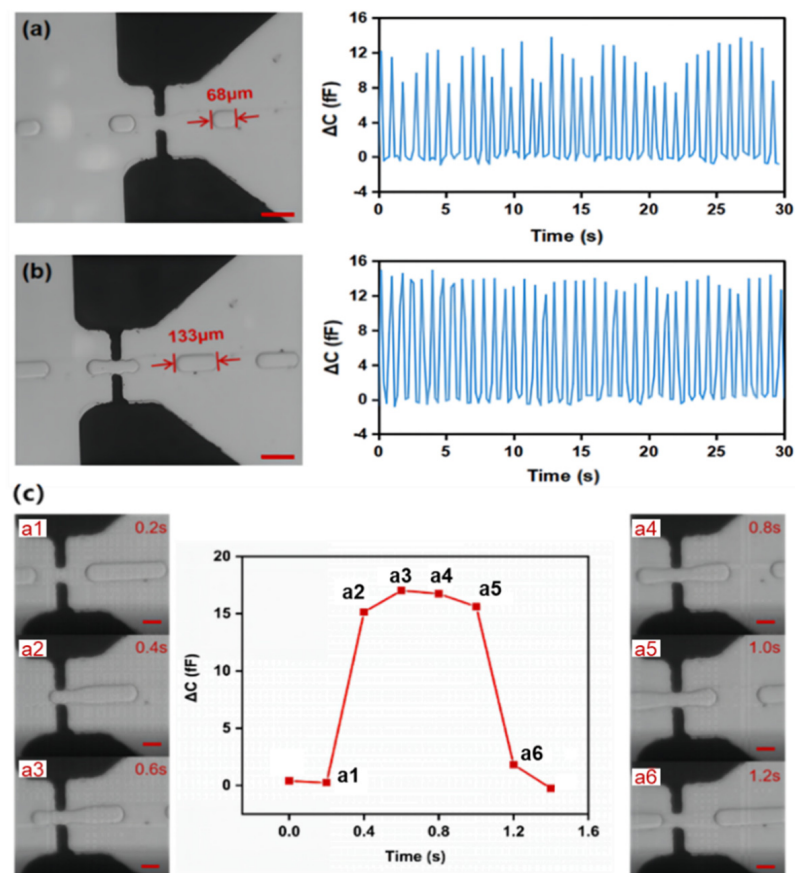 (a)
68μm
ΔC (fF)
16
12
8
4
0
-4
0 5 10 15 20 25 30
Time (s)
(b)
133μm
ΔC (fF)
16
12
8
4
0
-4
0 5 10 15 20 25 30
Time (s)
(c)
a1 0.2s
a2 0.4s
a3 0.6s
ΔC (fF)
20
15
10
5
0
a1
a2
a3
a4
a5
a6
0.0 0.4 0.8 1.2 1.6
Time (s)
a4 0.8s
a5 1.0s
a6 1.2s